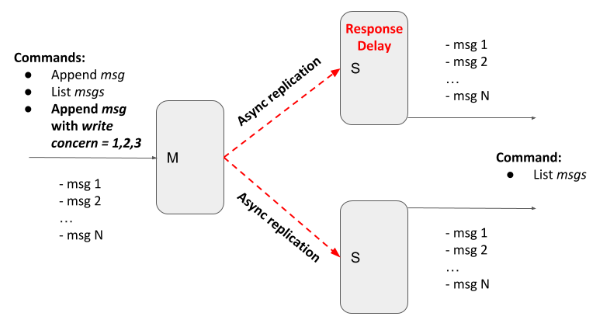 Commands:
● Append msg
● List msgs
● Append msg
with write
concern = 1,2,3
M
- msg 1
- msg 2
...
- msg N
Async replication
Async replication
Response
Delay
S
- msg 1
- msg 2
...
- msg N
Command:
● List msgs
S
- msg 1
- msg 2
...
- msg N